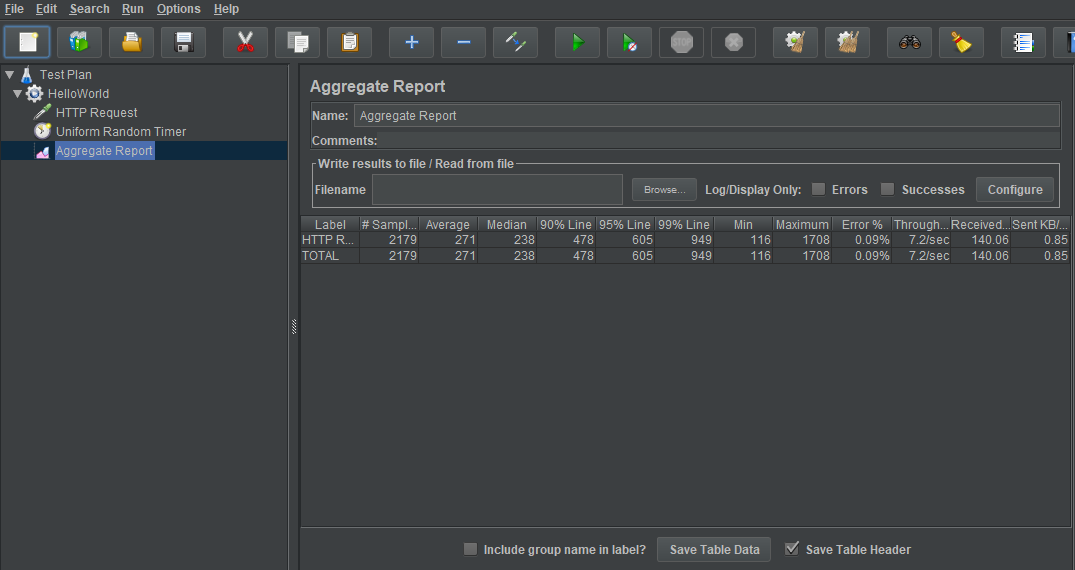 File Edit Search Run Options Help
STOP
Test Plan
HelloWorld
HTTP Request
Uniform Random Timer
Aggregate Report
Aggregate Report
Name: Aggregate Report
Comments:
Write results to file / Read from file
Filename Browse... Log/Display Only: Errors Successes Configure
Label # Sampl... Average Median 90% Line 95% Line 99% Line Min Maximum Error % Through... Received... Sent KB/...
HTTP R... 2179 271 238 478 605 949 116 1708 0.09% 7.2/sec 140.06 0.85
TOTAL 2179 271 238 478 605 949 116 1708 0.09% 7.2/sec 140.06 0.85
Include group name in label? Save Table Data Save Table Header